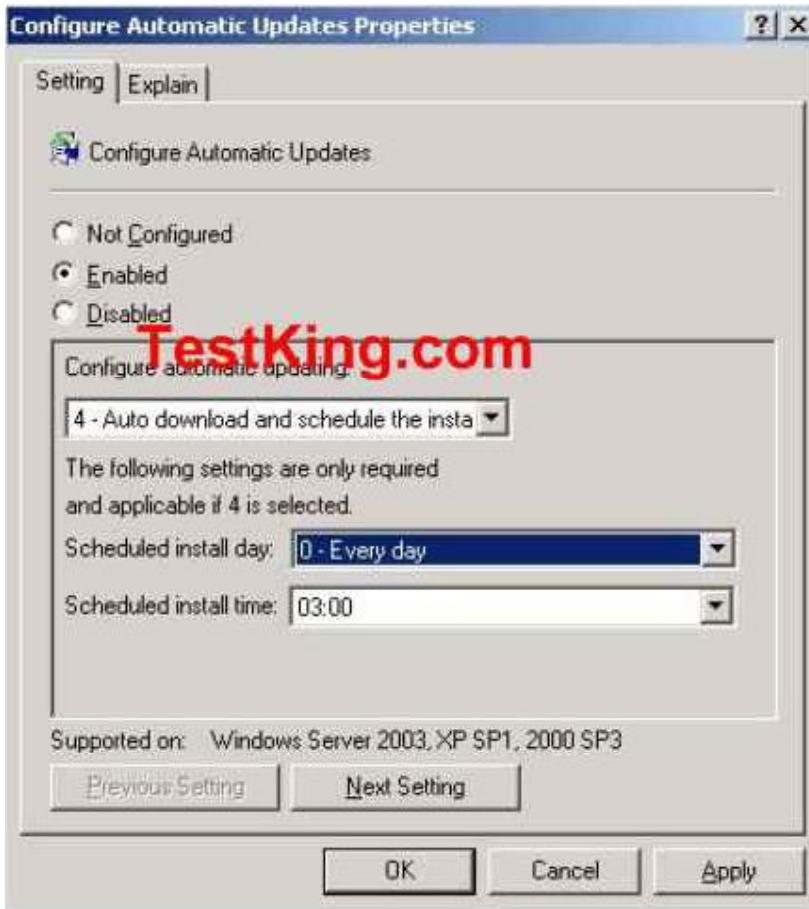 Configure Automatic Updates Properties
Setting
Explain
Configure Automatic Updates
Not Configured
Enabled
Disabled
TestKing.com
Configure automatic updating:
4 - Auto download and schedule the insta
The following settings are only required
and applicable if 4 is selected.
Scheduled install day: 0 - Every day
Scheduled install time: 03:00
Supported on: Windows Server 2003, XP SP1, 2000 SP3
Previous Setting
Next Setting
OK
Cancel
Apply